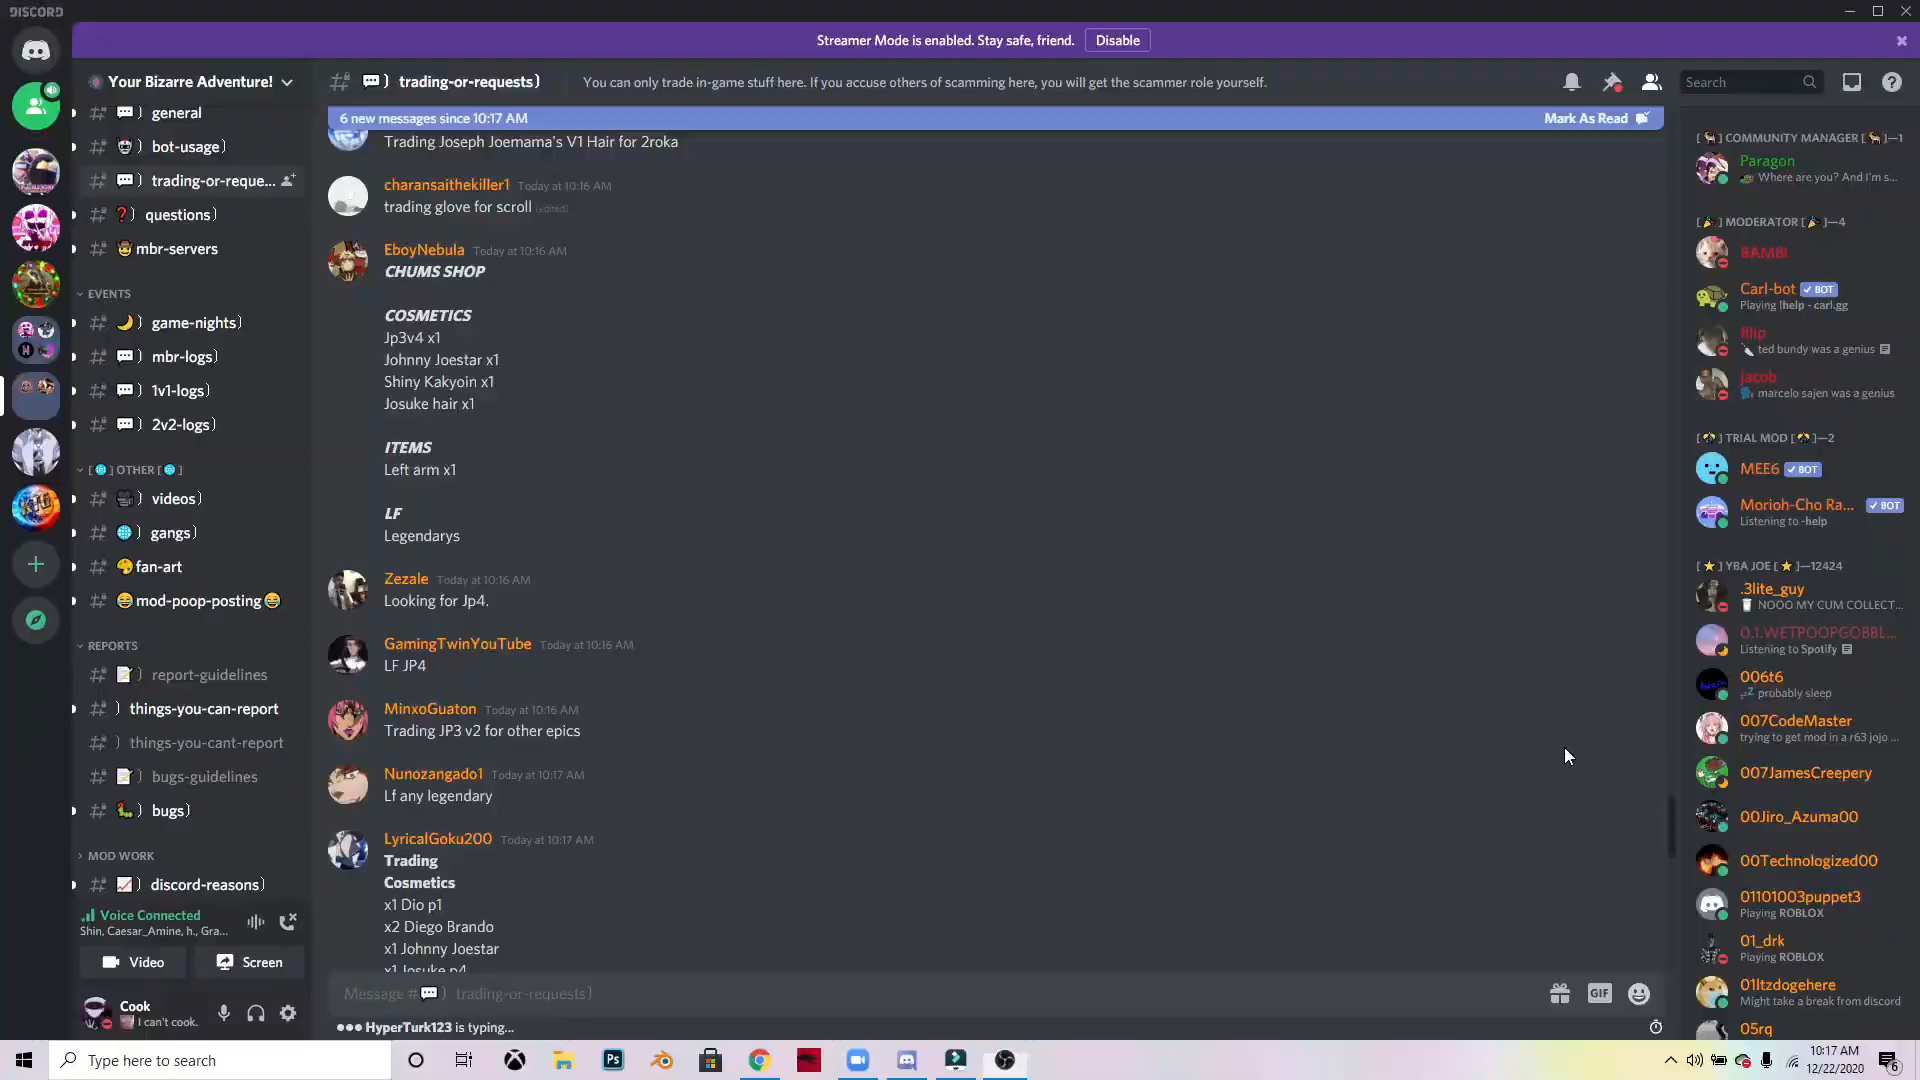 DISCORD
Streamer Mode is enabled. Stay safe, friend.
Disable
Your Bizarre Adventure!
general
bot-usage)
trading-or-reque...
questions)
mbr-servers
EVENTS
game-nights)
mbr-logs)
1v1-logs)
2v2-logs)
[ ] OTHER [ ]
videos)
gangs)
fan-art
mod-poop-posting
REPORTS
report-guidelines
) things-you-can-report
) things-you-cant-report
bugs-guidelines
bugs)
MOD WORK
discord-reasons)
Voice Connected
Shin, Caesar_Amine, h., Gra...
Video
Screen
Cook
I can't cook.
trading-or-requests)
You can only trade in-game stuff here. If you accuse others of scamming here, you will get the scammer role yourself.
Search
6 new messages since 10:17 AM
Mark As Read
Trading Joseph Joemama's V1 Hair for 2roka
charansaithekiller1 Today at 10:16 AM
trading glove for scroll (edited)
EboyNebula Today at 10:16 AM
CHUMS SHOP
COSMETICS
Jp3v4 x1
Johnny Joestar x1
Shiny Kakyoin x1
Josuke hair x1
ITEMS
Left arm x1
LF
Legendarys
Zezale Today at 10:16 AM
Looking for Jp4.
GamingTwinYouTube Today at 10:16 AM
LF JP4
MinxoGuaton Today at 10:16 AM
Trading JP3 v2 for other epics
Nunozangado1 Today at 10:17 AM
Lf any legendary
LyricalGoku200 Today at 10:17 AM
Trading
Cosmetics
x1 Dio p1
x2 Diego Brando
x1 Johnny Joestar
x1 Josuke p4
Message # ) trading-or-requests)
GIF
HyperTurk123 is typing...
[ ] COMMUNITY MANAGER [ ]—1
Paragon
Where are you? And I'm s...
[ ] MODERATOR [ ]—4
BAMBI
Carl-bot BOT
Playing !help - carl.gg
filip
ted bundy was a genius
jacob
marcelo sajen was a genius
[ ] TRIAL MOD [ ]—2
MEE6 BOT
Morioh-Cho Ra... BOT
Listening to -help
[ ] YBA JOE [ ]—12424
.3lite_guy
NOOO MY CUM COLLECT...
0.1.WETPOOPGOBBL...
Listening to Spotify
006t6
probably sleep
007CodeMaster
trying to get mod in a r63 jojo ...
007JamesCreepery
00Jiro_Azuma00
00Technologized00
01101003puppet3
Playing ROBLOX
01_drk
Playing ROBLOX
01Itzdogehere
Might take a break from discord
05rq
Type here to search
Ps
10:17 AM
12/22/2020
6